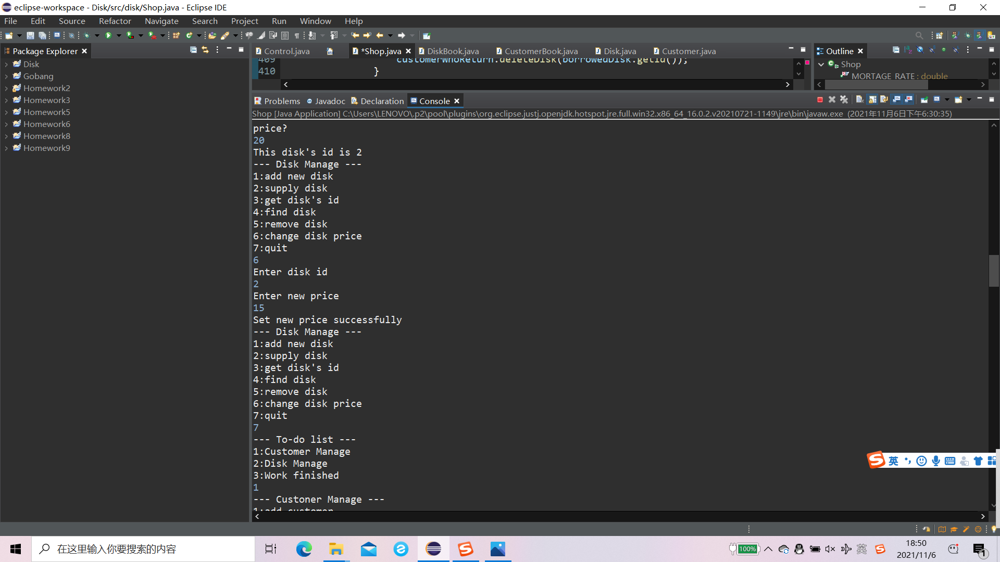 eclipse-workspace - Disk/src/disk/Shop.java - Eclipse IDE
File Edit Source Refactor Navigate Search Project Run Window Help
Package Explorer
Disk
Gobang
Homework2
Homework3
Homework5
Homework6
Homework8
Homework9
Control.java *Shop.java DiskBook.java CustomerBook.java Disk.java Customer.java
409 customerWhoReturn.deleteDisk(borrowedDisk.getId());
410 }
Outline
Shop
MORTAGE_RATE : double
Problems Javadoc Declaration Console
Shop [Java Application] C:\Users\LENOVO\.p2\pool\plugins\org.eclipse.justj.openjdk.hotspot.jre.full.win32.x86_64_16.0.2.v20210721-1149\jre\bin\javaw.exe (2021年11月6日下午6:30:35)
price?
20
This disk's id is 2
--- Disk Manage ---
1:add new disk
2:supply disk
3:get disk's id
4:find disk
5:remove disk
6:change disk price
7:quit
6
Enter disk id
2
Enter new price
15
Set new price successfully
--- Disk Manage ---
1:add new disk
2:supply disk
3:get disk's id
4:find disk
5:remove disk
6:change disk price
7:quit
7
--- To-do list ---
1:Customer Manage
2:Disk Manage
3:Work finished
1
--- Custoner Manage ---
1:add customer
英
在这里输入你要搜索的内容
100%
英
18:50
2021/11/6
1